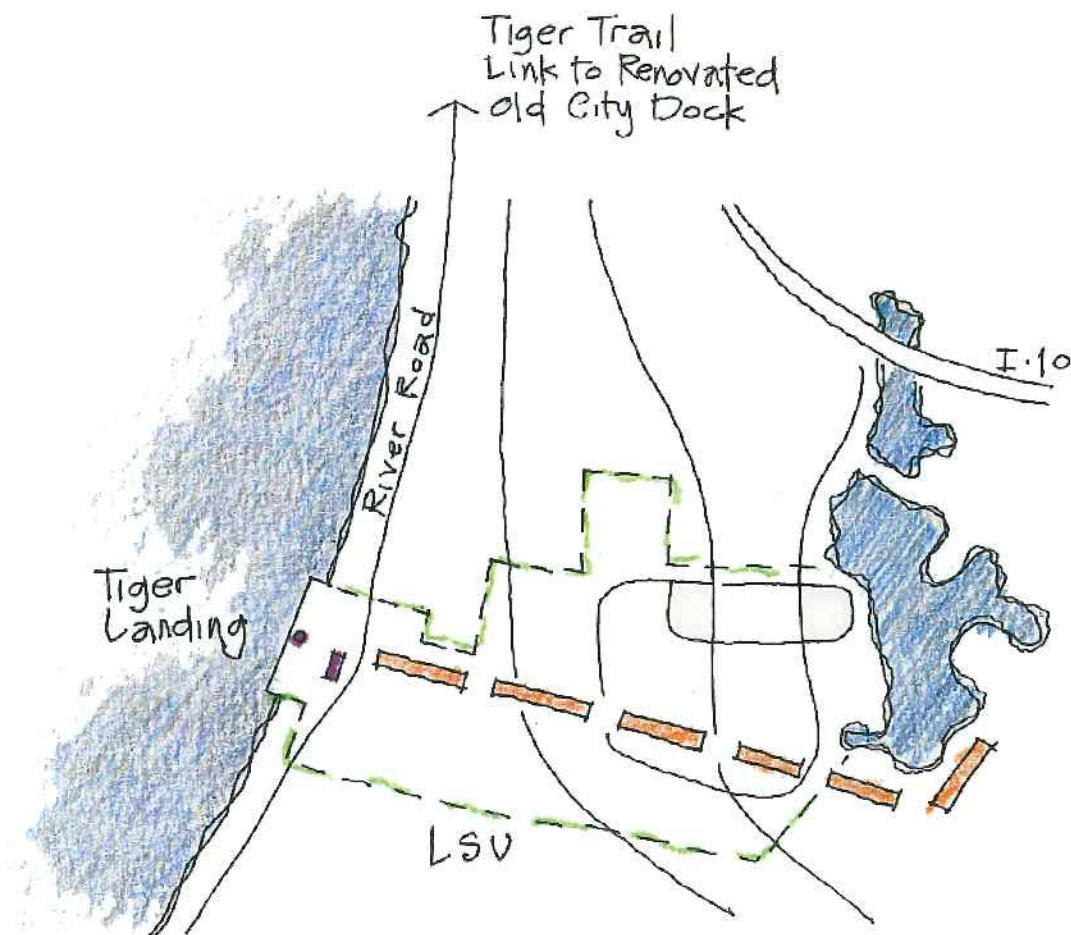 Tiger Trail
Link to Renovated
Old City Dock
I-10
River Road
Tiger
Landing
LSU